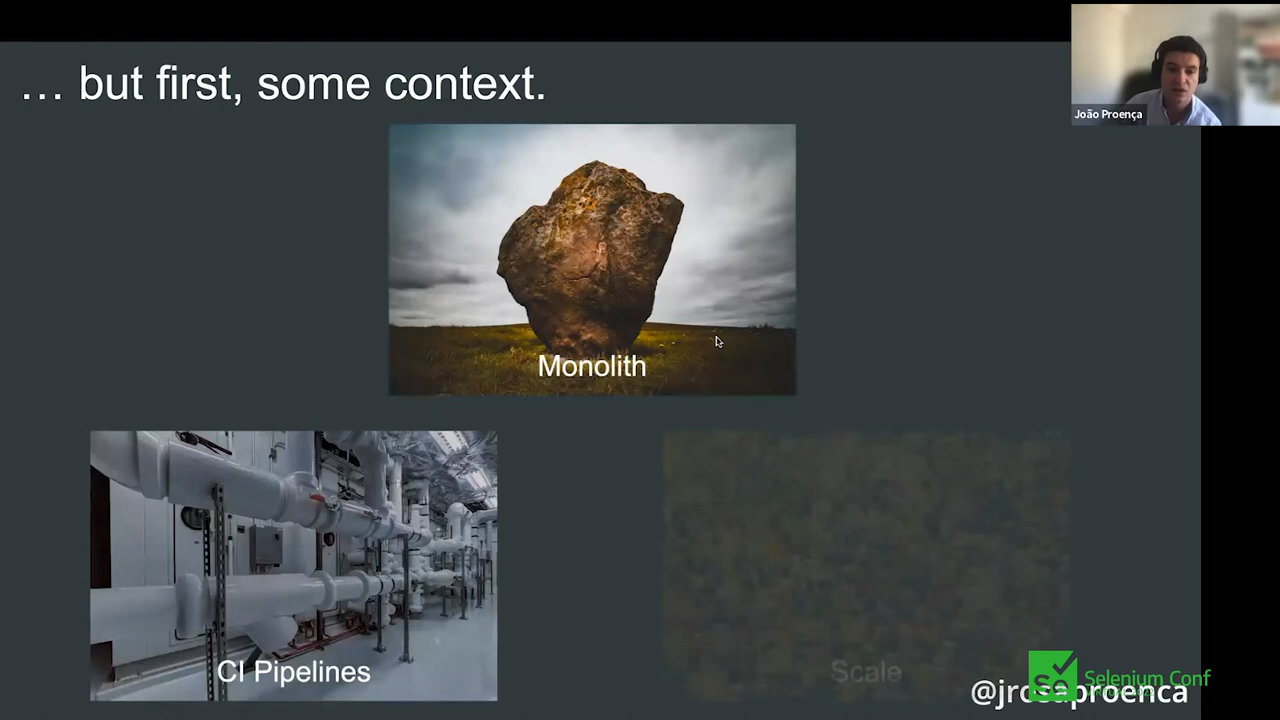 … but first, some context.
João Proença
Monolith
CI Pipelines
Scale
Selenium Conf